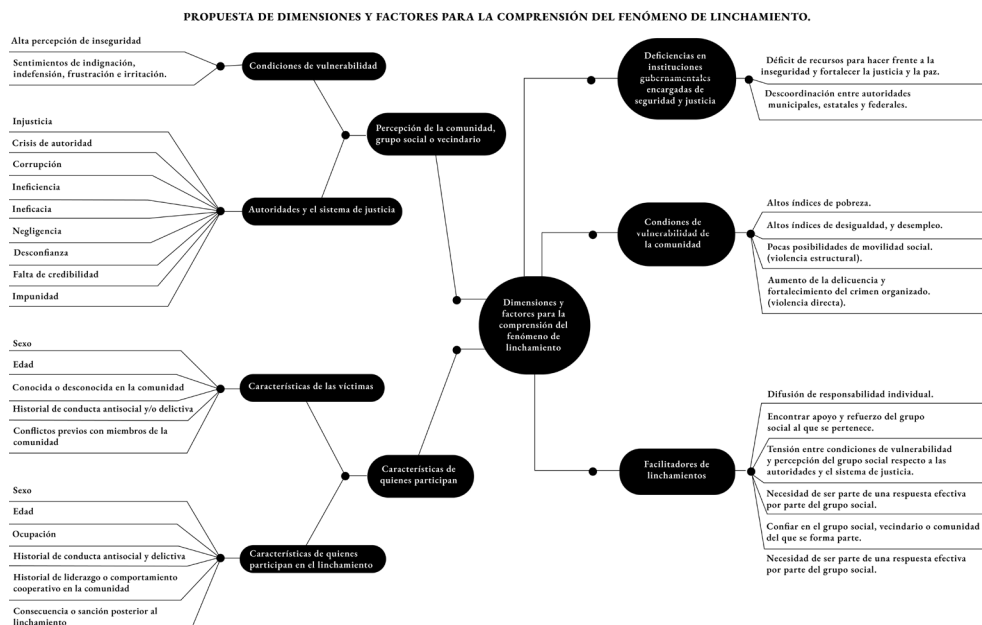 PROPUESTA DE DIMENSIONES Y FACTORES PARA LA COMPRENSIÓN DEL FENÓMENO DE LINCHAMIENTO.
Alta percepción de inseguridad
Sentimientos de indignación,
indefensión, frustración e irritación.
Condiciones de vulnerabilidad
Injusticia
Crisis de autoridad
Corrupción
Ineficiencia
Ineficacia
Negligencia
Desconfianza
Falta de credibilidad
Impunidad
Autoridades y el sistema de justicia
Percepción de la comunidad,
grupo social o vecindario
Sexo
Edad
Conocida o desconocida en la comunidad
Historial de conducta antisocial y/o delictiva
Conflictos previos con miembros de la
comunidad
Características de las víctimas
Sexo
Edad
Ocupación
Historial de conducta antisocial y delictiva
Historial de liderazgo o comportamiento
cooperativo en la comunidad
Consecuencia o sanción posterior al
linchamiento
Características de quienes
participan en el linchamiento
Características de
quienes participan
Dimensiones y
factores para la
comprensión del
fenómeno de
linchamiento
Deficiencias en
instituciones
gubernamentales
encargadas de
seguridad y justicia
Déficit de recursos para hacer frente a la
inseguridad y fortalecer la justicia y la paz.
Descoordinación entre autoridades
municipales, estatales y federales.
Condiones de
vulnerabilidad de
la comunidad
Altos índices de pobreza.
Altos índices de desigualdad, y desempleo.
Pocas posibilidades de movilidad social.
(violencia estructural).
Aumento de la delicuencia y
fortalecimiento del crimen organizado.
(violencia directa).
Facilitadores de
linchamientos
Difusión de responsabilidad individual.
Encontrar apoyo y refuerzo del grupo
social al que se pertenece.
Tensión entre condiciones de vulnerabilidad
y percepción del grupo social respecto a las
autoridades y el sistema de justicia.
Necesidad de ser parte de una respuesta efectiva
por parte del grupo social.
Confiar en el grupo social, vecindario o comunidad
del que se forma parte.
Necesidad de ser parte de una respuesta efectiva
por parte del grupo social.